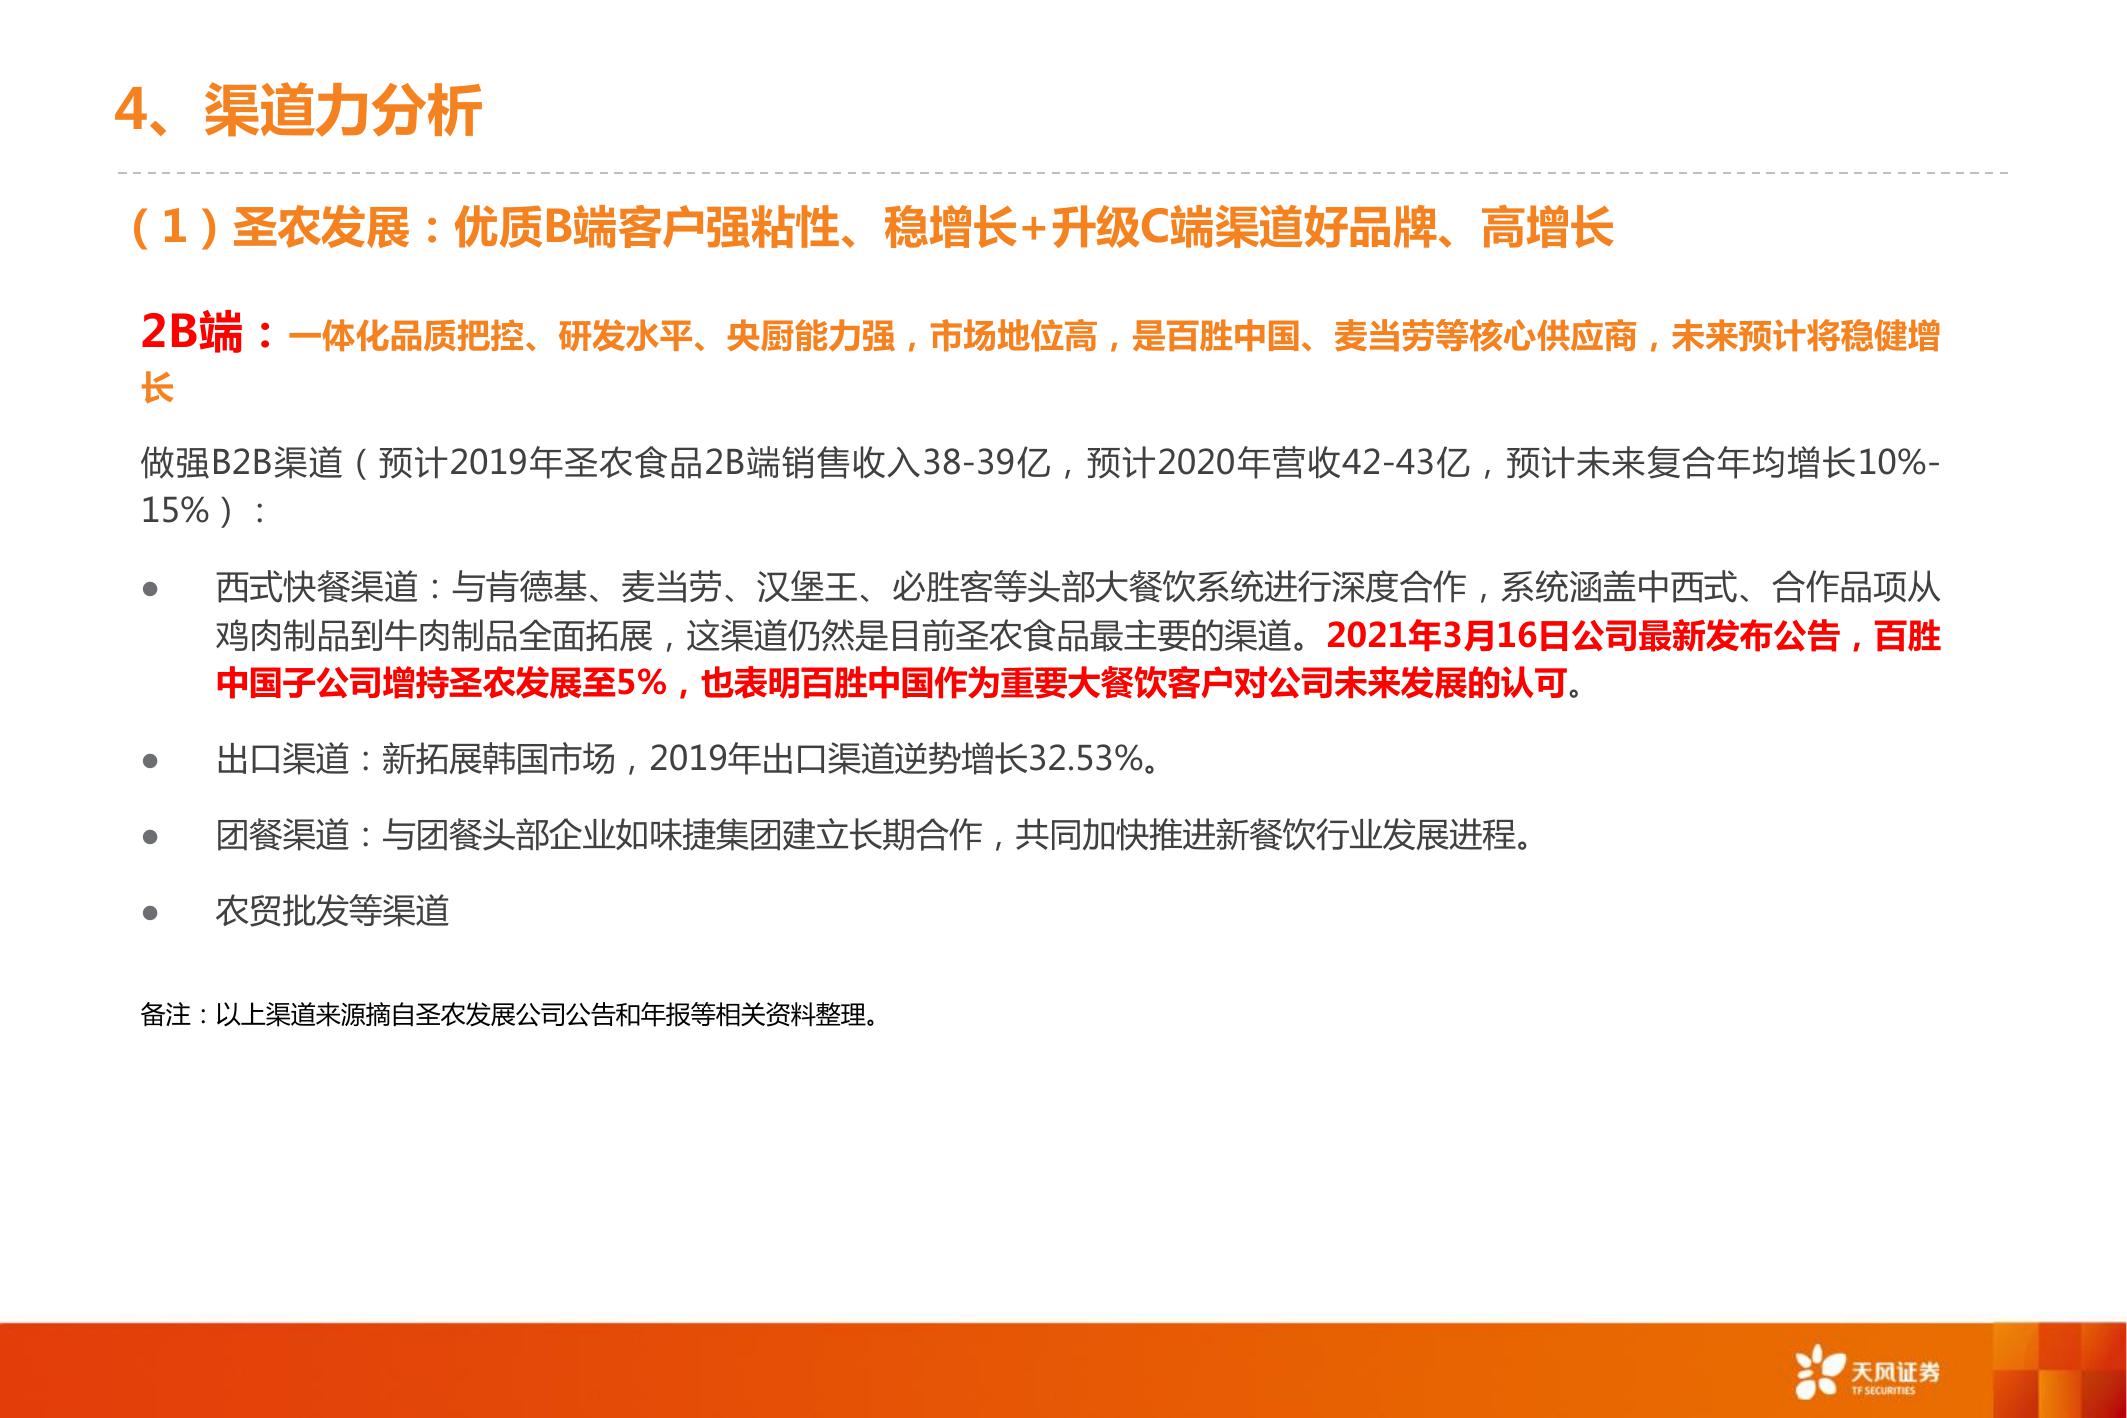 4、渠道力分析
（1）圣农发展：优质B端客户强粘性、稳增长+升级C端渠道好品牌、高增长
2B端：一体化品质把控、研发水平、央厨能力强，市场地位高，是百胜中国、麦当劳等核心供应商，未来预计将稳健增
长
做强B2B渠道（预计2019年圣农食品2B端销售收入38-39亿，预计2020年营收42-43亿，预计未来复合年均增长10%-
15%）：
● 西式快餐渠道：与肯德基、麦当劳、汉堡王、必胜客等头部大餐饮系统进行深度合作，系统涵盖中西式、合作品项从
鸡肉制品到牛肉制品全面拓展，这渠道仍然是目前圣农食品最主要的渠道。2021年3月16日公司最新发布公告，百胜
中国子公司增持圣农发展至5%，也表明百胜中国作为重要大餐饮客户对公司未来发展的认可。
● 出口渠道：新拓展韩国市场，2019年出口渠道逆势增长32.53%。
● 团餐渠道：与团餐头部企业如味捷集团建立长期合作，共同加快推进新餐饮行业发展进程。
● 农贸批发等渠道
备注：以上渠道来源摘自圣农发展公司公告和年报等相关资料整理。
天风证券
TF SECURITIES